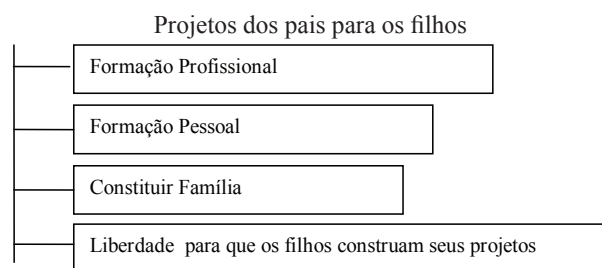 Projetos dos pais para os filhos
Formação Profissional
Formação Pessoal
Constituir Família
Liberdade para que os filhos construam seus projetos